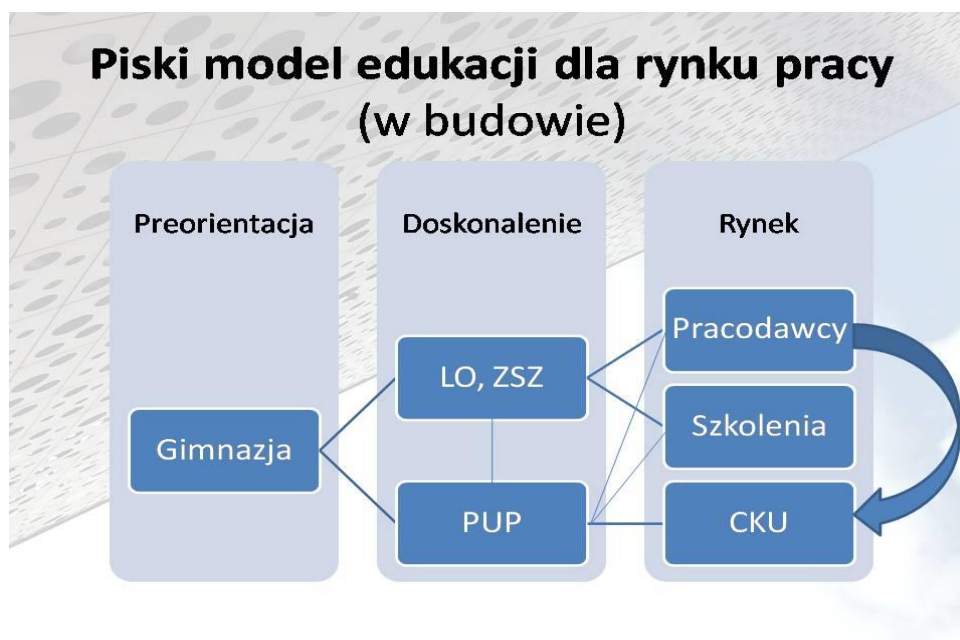 Piski model edukacji dla rynku pracy
(w budowie)
Preorientacja
Doskonalenie
Rynek
Gimnazja
LO, ZSZ
PUP
Pracodawcy
Szkolenia
CKU